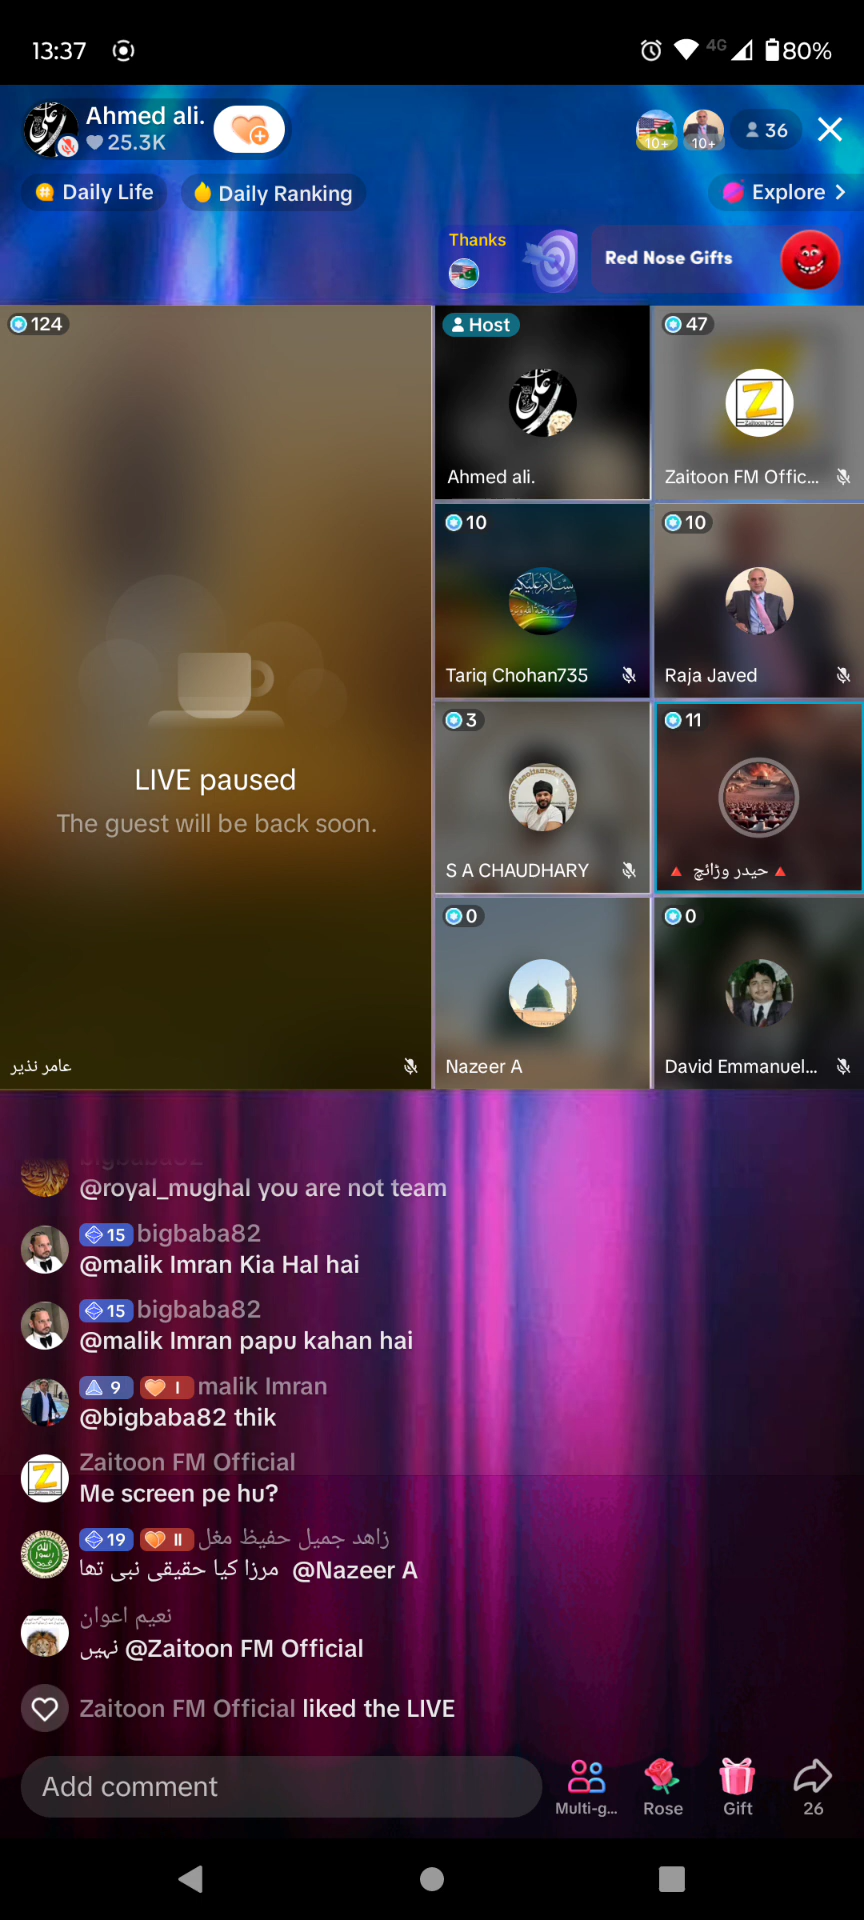 13:37
4G
80%
Ahmed ali.
25.3K
10+
10+
36
Daily Life
Daily Ranking
Explore
Thanks
Red Nose Gifts
124
LIVE paused
The guest will be back soon.
عامر نذیر
Host
Ahmed ali.
47
Z
Zaitoon FM
Zaitoon FM Offic...
10
Tariq Chohan735
10
Raja Javed
3
S A CHAUDHARY
11
🔺 حیدر وڑائچ 🔺
0
Nazeer A
0
David Emmanuel...
@royal_mughal you are not team
15 bigbaba82
@malik Imran Kia Hal hai
15 bigbaba82
@malik Imran papu kahan hai
9 I malik Imran
@bigbaba82 thik
Zaitoon FM Official
Me screen pe hu?
19 II زاھد جمیل حفیظ مغل
مرزا کیا حقیقی نبی تھا @Nazeer A
نعیم اعوان
نہیں @Zaitoon FM Official
Zaitoon FM Official liked the LIVE
Add comment
Multi-g...
Rose
Gift
26